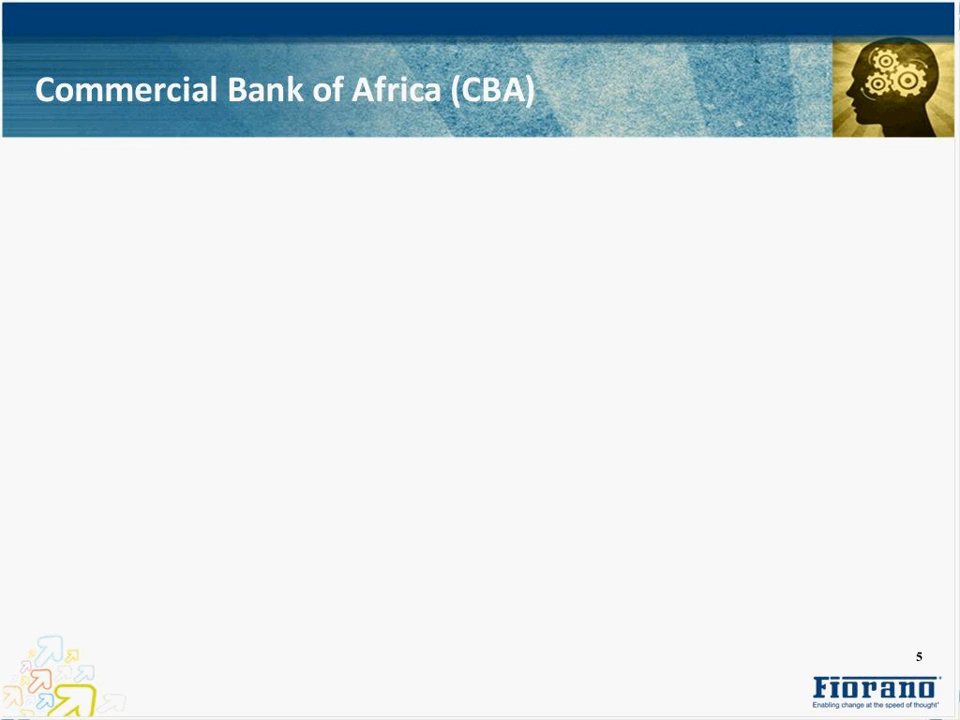 Commercial Bank of Africa (CBA)
5
Fiorano
Enabling change at the speed of thought